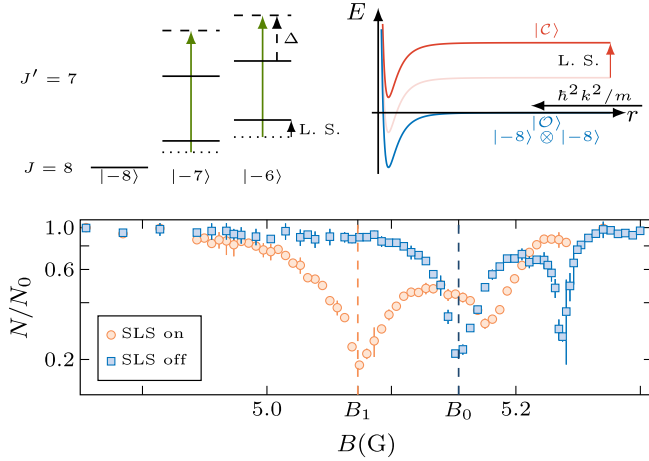 J′ = 7
Δ
L. S.
J = 8
|−8⟩
|−7⟩
|−6⟩
E
|C⟩
L. S.
ħ²k²/m
r
|O⟩
|−8⟩ ⊗ |−8⟩
N/N₀
1.0
0.6
0.2
SLS on
SLS off
5.0
B₁
B₀
5.2
B(G)